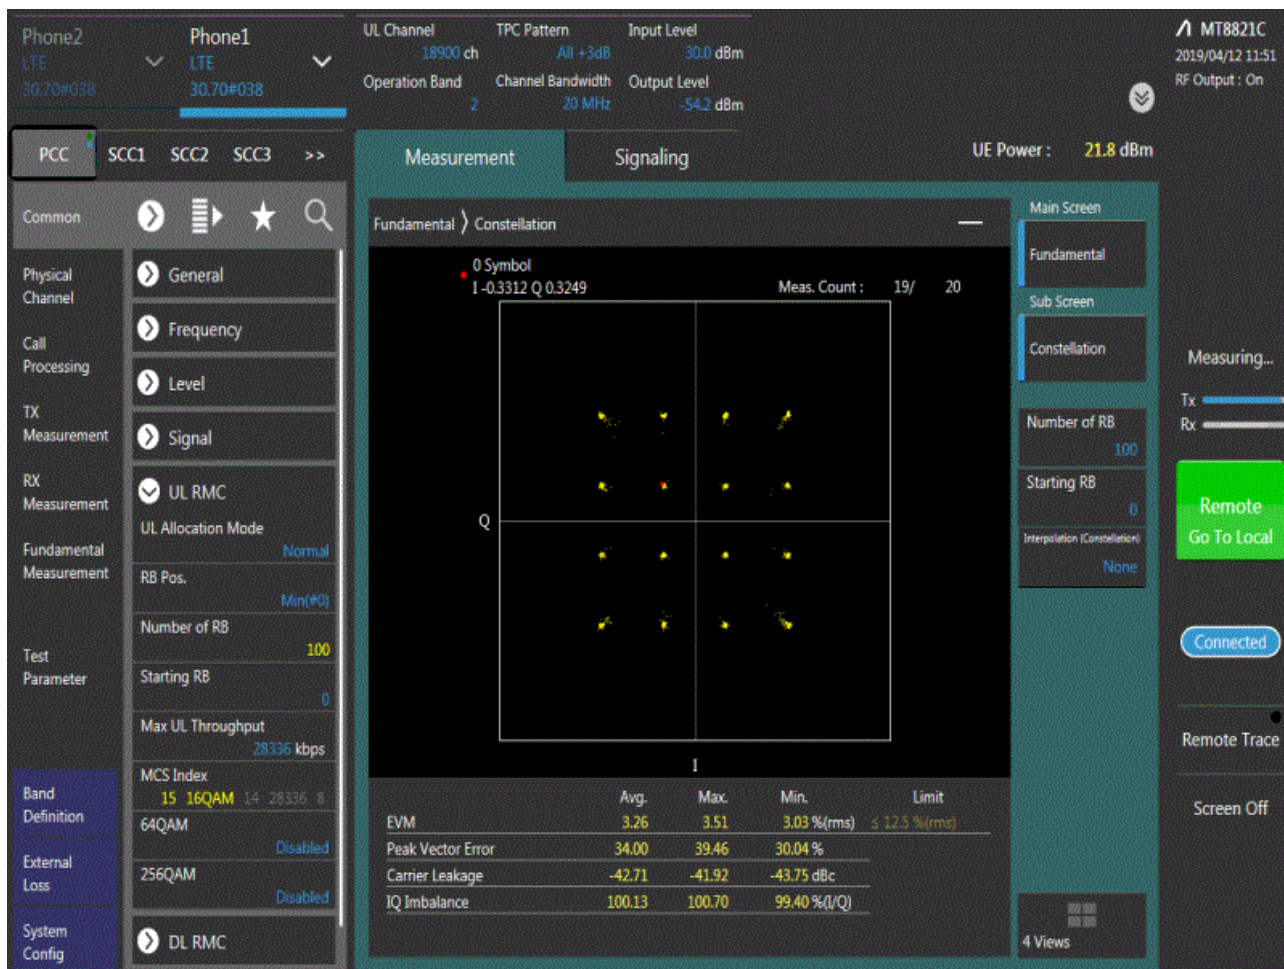 Phone2
LTE
30.70#038
Phone1
LTE
30.70#038
UL Channel
18900 ch
TPC Pattern
All +3dB
Input Level
30.0 dBm
Operation Band
2
Channel Bandwidth
20 MHz
Output Level
-54.2 dBm
MT8821C
2019/04/12 11:51
RF Output : On
PCC SCC1 SCC2 SCC3 >>
Measurement
Signaling
UE Power : 21.8 dBm
Common
Physical
Channel
Call
Processing
TX
Measurement
RX
Measurement
Fundamental
Measurement
Test
Parameter
Band
Definition
External
Loss
System
Config
General
Frequency
Level
Signal
UL RMC
UL Allocation Mode
Normal
RB Pos.
Min(#0)
Number of RB
100
Starting RB
0
Max UL Throughput
28336 kbps
MCS Index
15 16QAM 14 28336 8
64QAM
Disabled
256QAM
Disabled
DL RMC
Fundamental 〉 Constellation
0 Symbol
I -0.3312 Q 0.3249
Meas. Count : 19/ 20
Q
I
Avg. Max. Min. Limit
EVM 3.26 3.51 3.03 %(rms) ≤ 12.5 %(rms)
Peak Vector Error 34.00 39.46 30.04 %
Carrier Leakage -42.71 -41.92 -43.75 dBc
IQ Imbalance 100.13 100.70 99.40 %(I/Q)
Main Screen
Fundamental
Sub Screen
Constellation
Number of RB
100
Starting RB
0
Interpolation (Constellation)
None
4 Views
Measuring...
Tx
Rx
Remote
Go To Local
Connected
Remote Trace
Screen Off